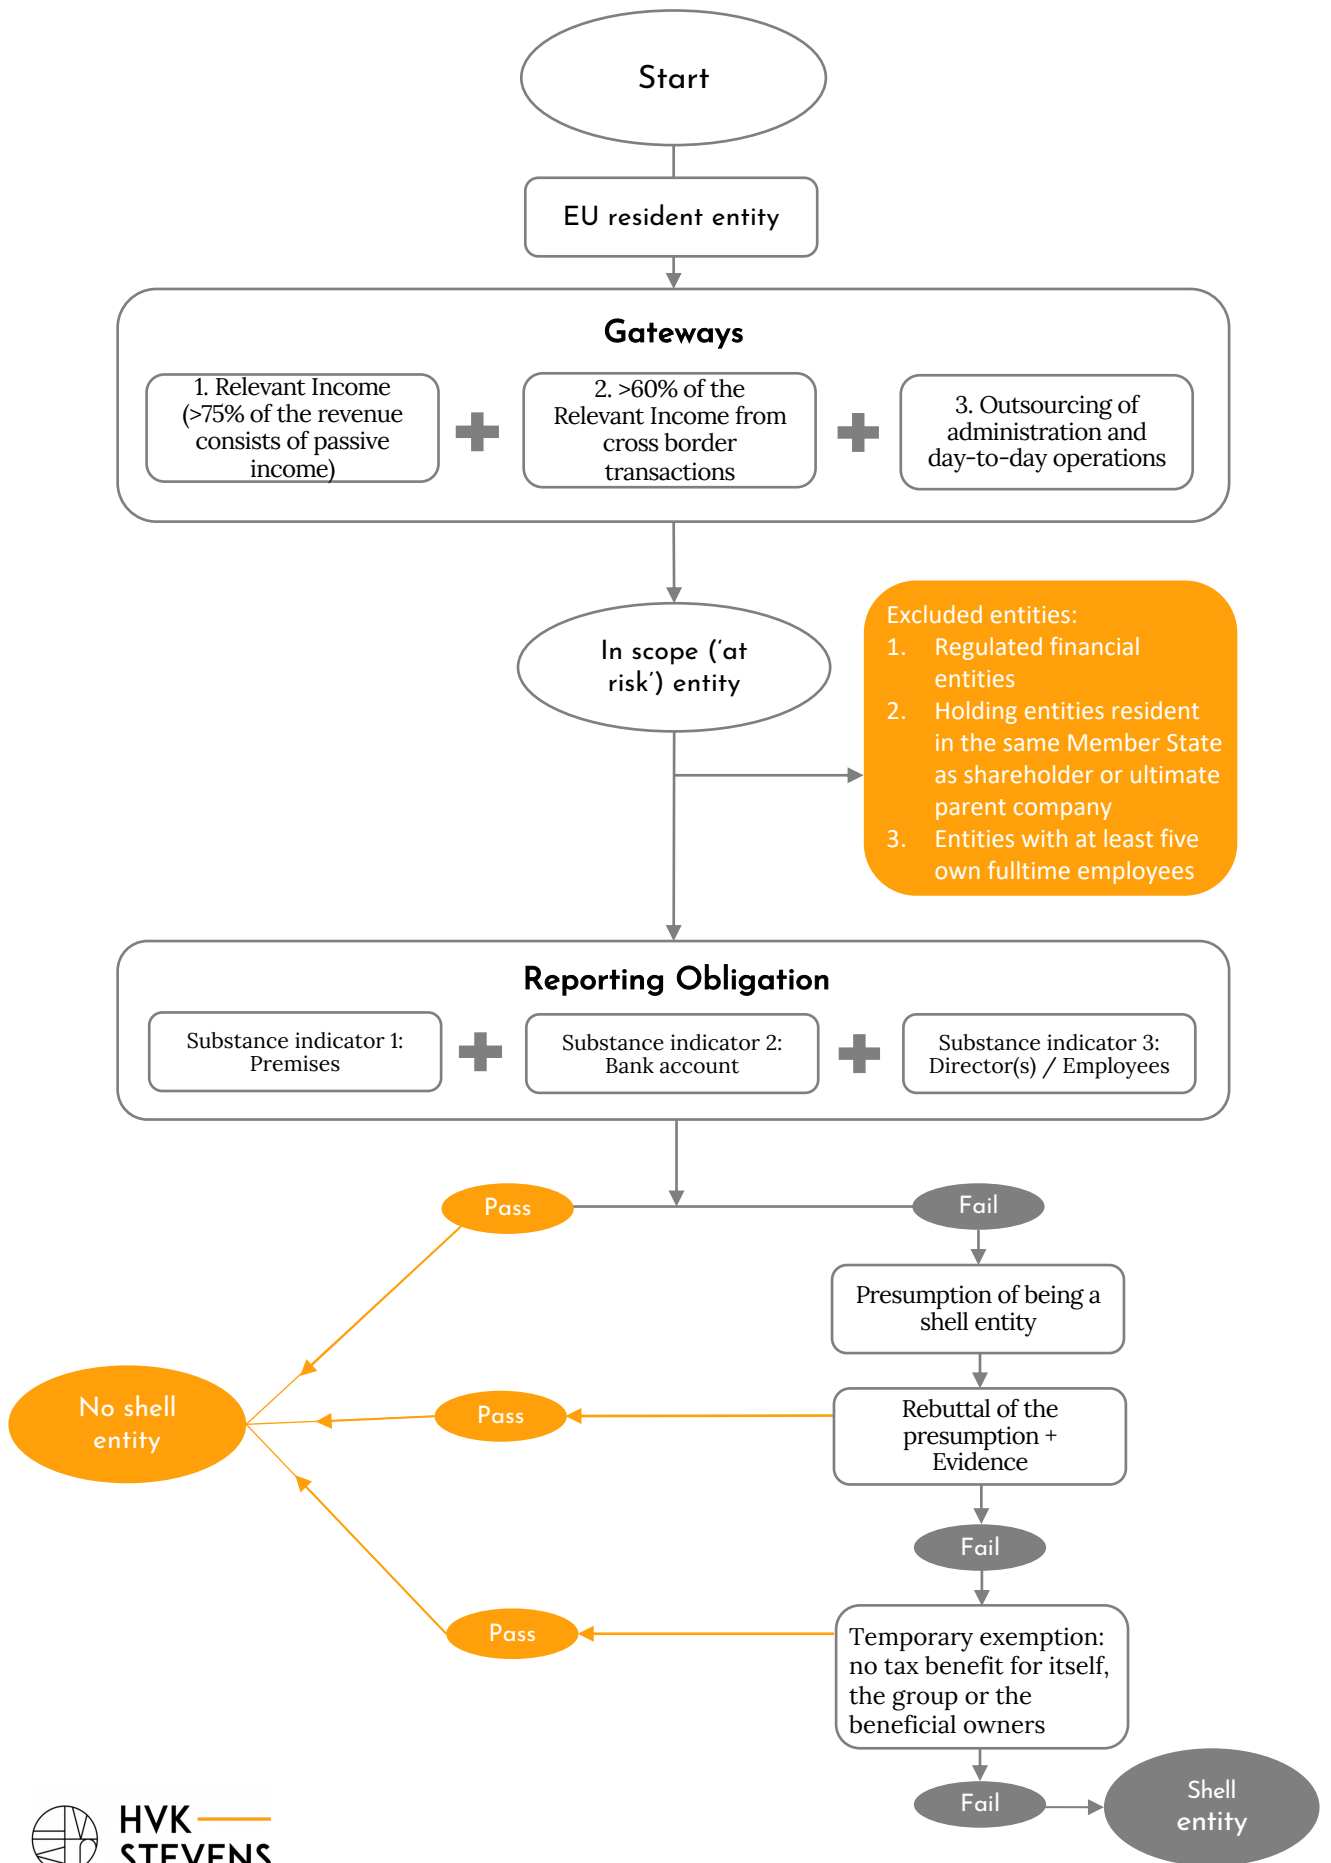 Start
EU resident entity
Gateways
1. Relevant Income
(>75% of the revenue
consists of passive
income)
2. >60% of the
Relevant Income from
cross border
transactions
3. Outsourcing of
administration and
day-to-day operations
In scope (‘at
risk’) entity
Excluded entities:
1. Regulated financial
entities
2. Holding entities resident
in the same Member State
as shareholder or ultimate
parent company
3. Entities with at least five
own fulltime employees
Reporting Obligation
Substance indicator 1:
Premises
Substance indicator 2:
Bank account
Substance indicator 3:
Director(s) / Employees
Pass
Fail
Presumption of being a
shell entity
No shell
entity
Pass
Rebuttal of the
presumption +
Evidence
Fail
Pass
Temporary exemption:
no tax benefit for itself,
the group or the
beneficial owners
Fail
Shell
entity
HVK
STEVENS